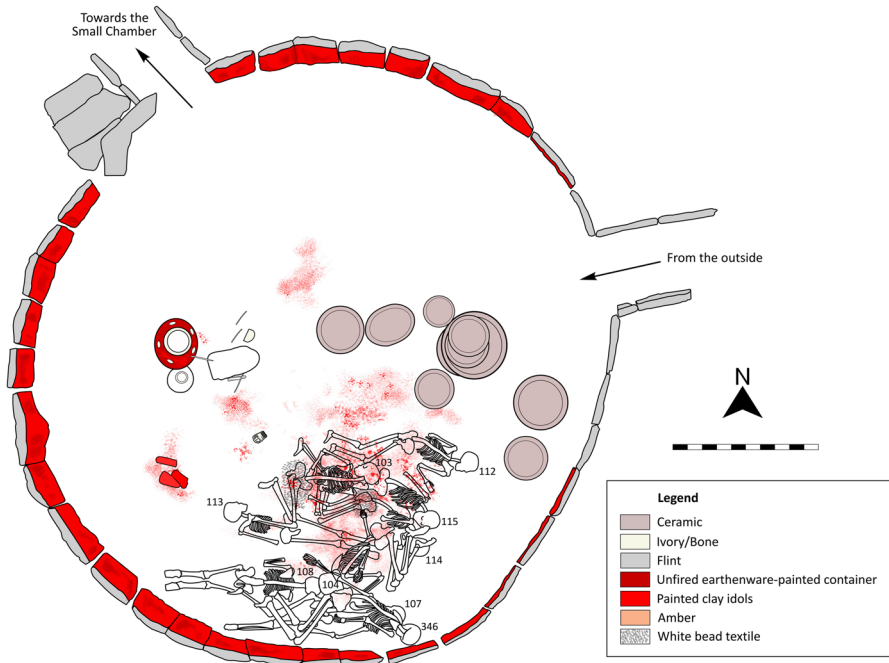 Towards the
Small Chamber
From the outside
N
103
112
113
115
114
108
104
107
346
Legend
Ceramic
Ivory/Bone
Flint
Unfired earthenware-painted container
Painted clay idols
Amber
White bead textile